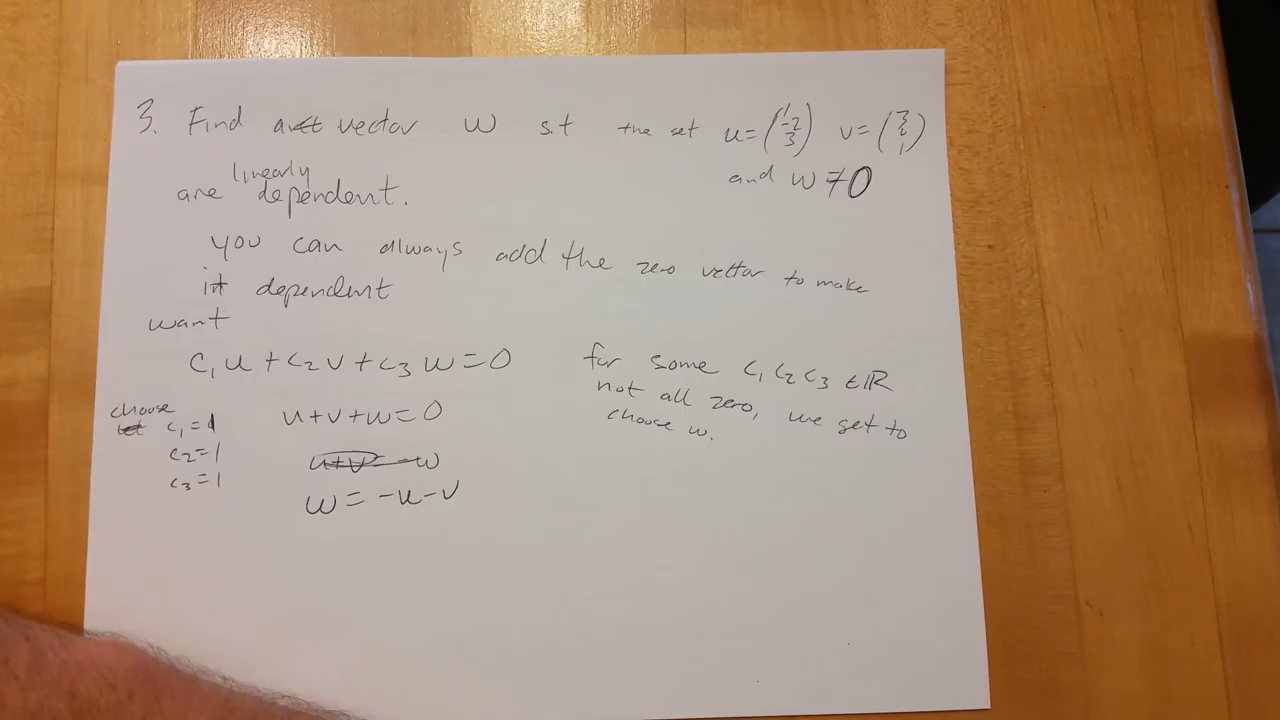 3. Find a vector w st the set u = (1 -2 3) v = (3 2 1)
and w ≠ 0
are linearly dependent.
you can always add the zero vector to make
it dependent
want
c₁u + c₂v + c₃w = 0
for some c₁ c₂ c₃ ∈ ℝ
not all zero, we get to
choose w.
choose
c₁ = 1
c₂ = 1
c₃ = 1
u + v + w = 0
u + v = -w
w = -u - v